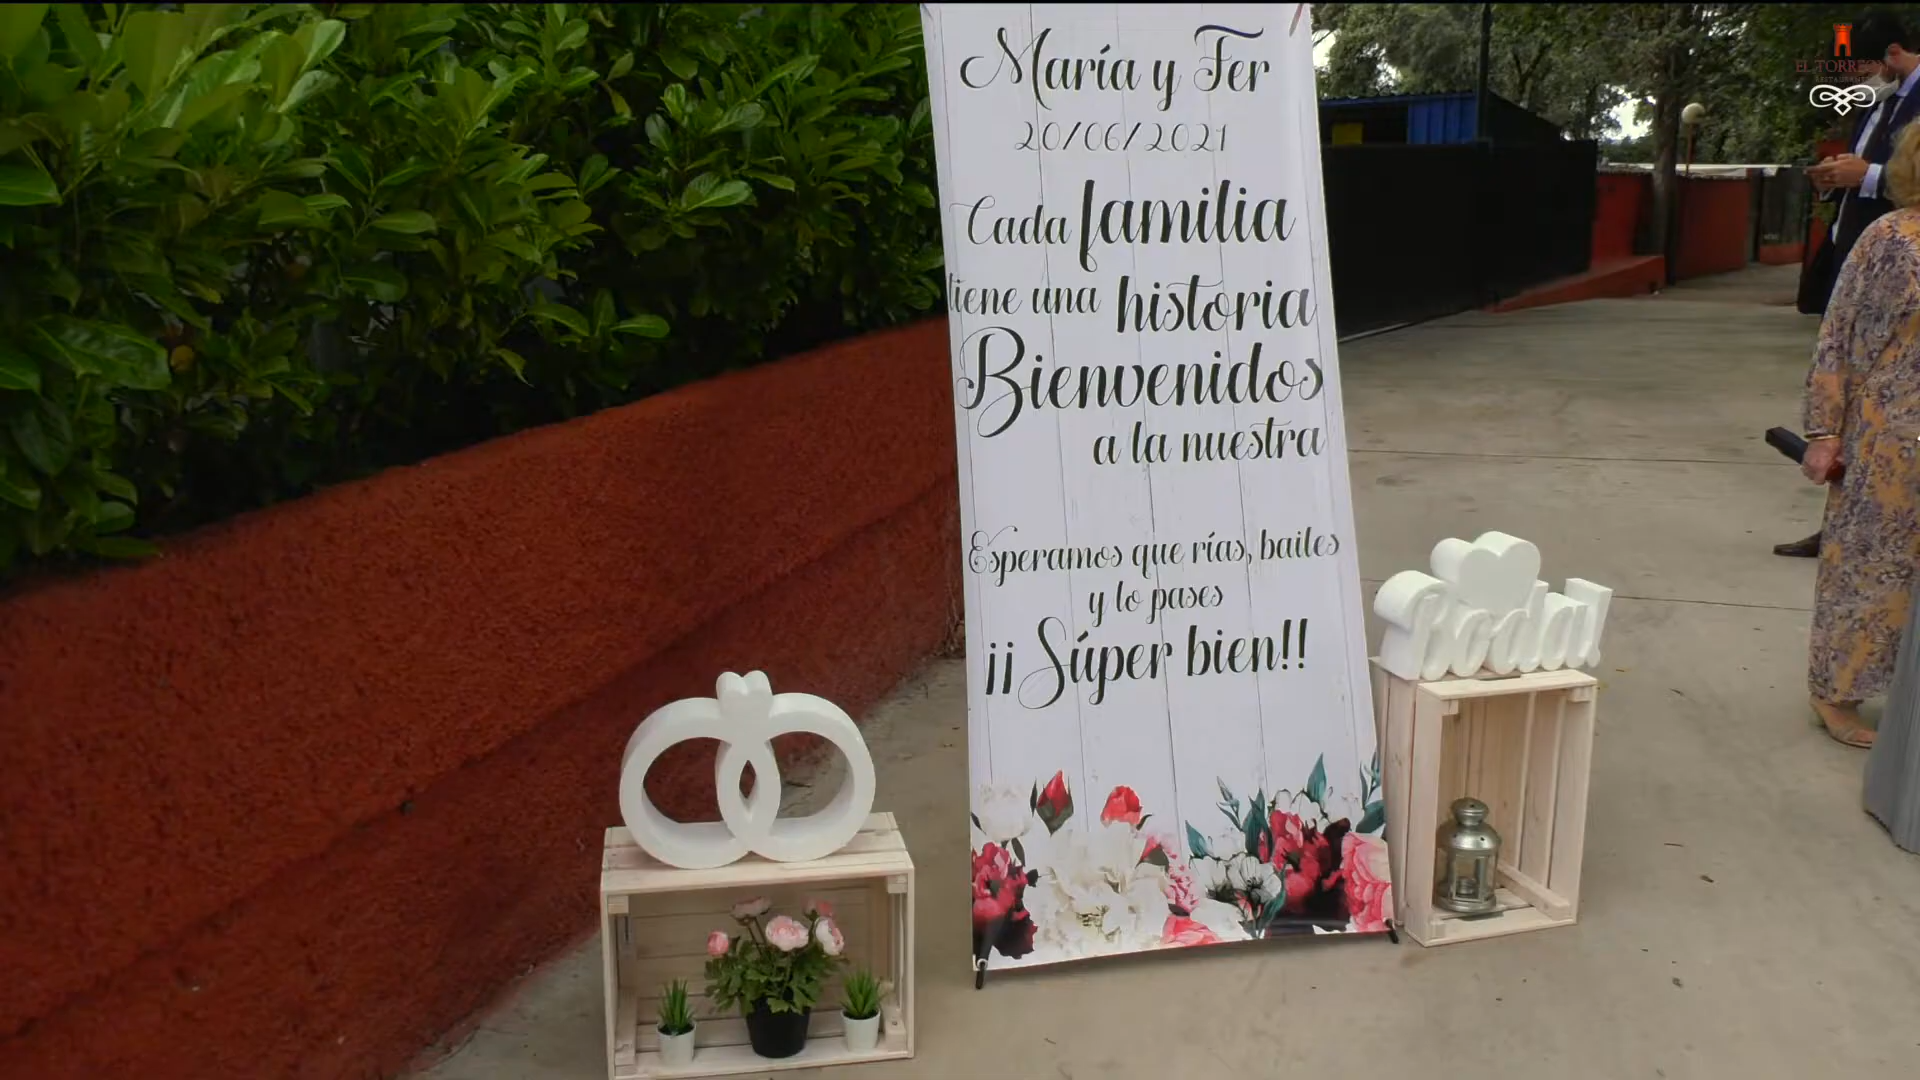 María y Fer
20/06/2021
Cada familia
tiene una historia
Bienvenidos
a la nuestra
Esperamos que rías, bailes
y lo pases
¡¡Súper bien!!
EL TORREÓN
RESTAURANTE